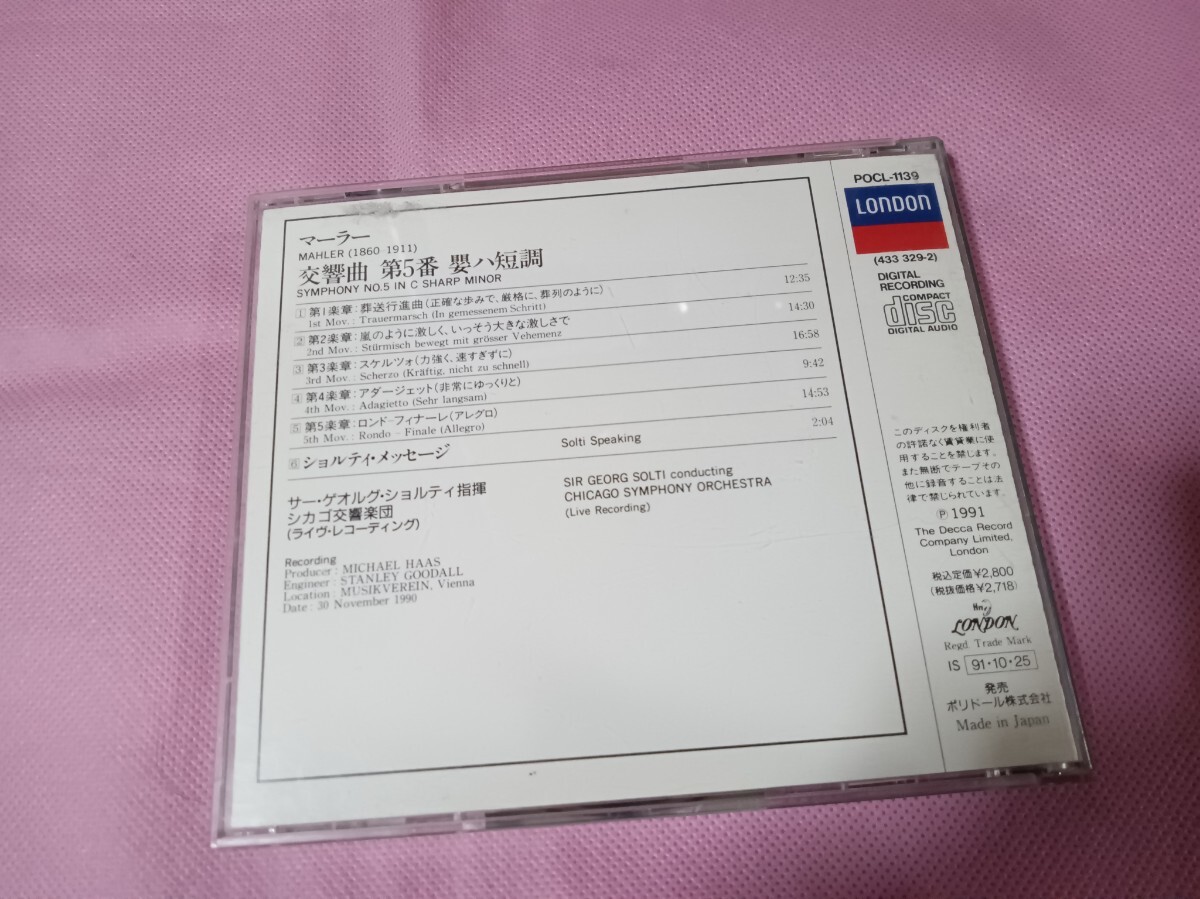 マーラー
MAHLER (1860-1911)
交響曲 第5番 嬰ハ短調
SYMPHONY NO.5 IN C SHARP MINOR
1 第1楽章:葬送行進曲(正確な歩みで、厳格に、葬列のように) 12:35
1st Mov.: Trauermarsch (In gemessenem Schritt)
2 第2楽章:嵐のように激しく、いっそう大きな激しさで 14:30
2nd Mov.: Stürmisch bewegt mit grösser Vehemenz
3 第3楽章:スケルツォ(力強く、速すぎずに) 16:58
3rd Mov.: Scherzo (Kräftig, nicht zu schnell)
4 第4楽章:アダージェット(非常にゆっくりと) 9:42
4th Mov.: Adagietto (Sehr langsam)
5 第5楽章:ロンド-フィナーレ(アレグロ) 14:53
5th Mov.: Rondo - Finale (Allegro)
6 ショルティ・メッセージ Solti Speaking 2:04
サー・ゲオルグ・ショルティ指揮
シカゴ交響楽団
(ライヴ・レコーディング)
SIR GEORG SOLTI conducting
CHICAGO SYMPHONY ORCHESTRA
(Live Recording)
Recording
Producer: MICHAEL HAAS
Engineer: STANLEY GOODALL
Location: MUSIKVEREIN, Vienna
Date: 30 November 1990
POCL-1139
LONDON
(433 329-2)
DIGITAL
RECORDING
COMPACT
disc
DIGITAL AUDIO
このディスクを権利者
の許諾なく賃貸業に使
用することを禁じます。
また無断でテープその
他に録音することは法
律で禁じられています。
℗ 1991
The Decca Record
Company Limited,
London
税込定価¥2,800
(税抜価格¥2,718)
LONDON
Regd. Trade Mark
IS 91・10・25
発売
ポリドール株式会社
Made in Japan